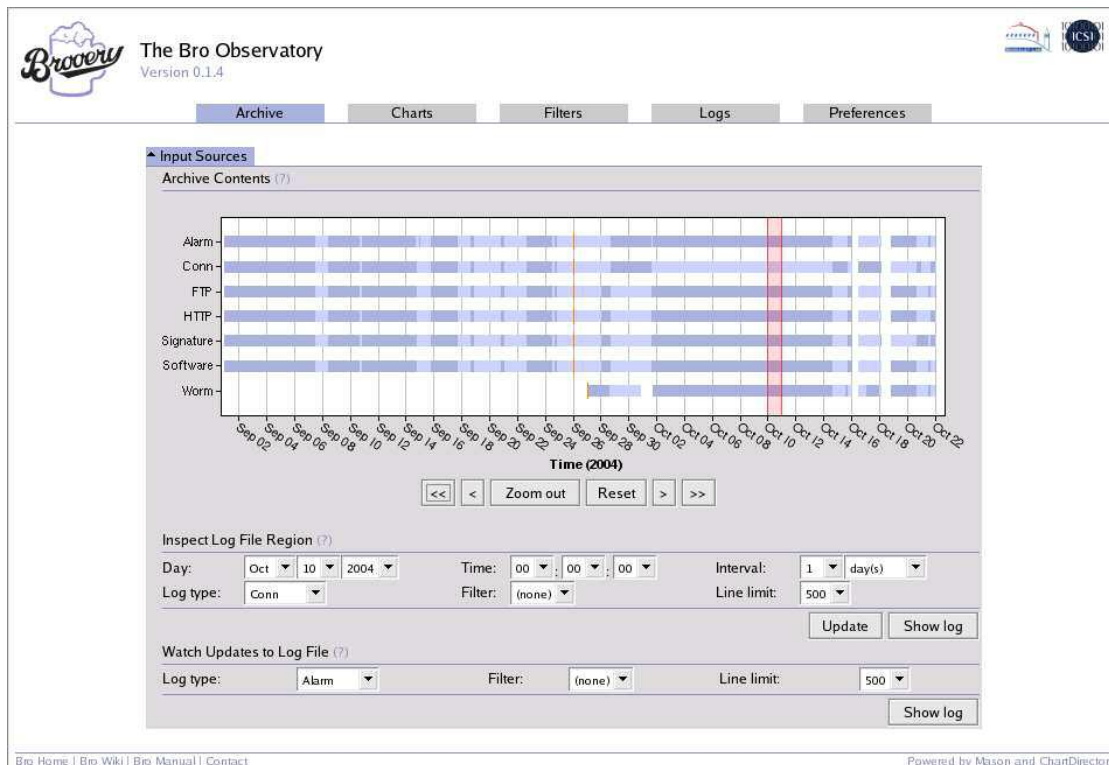 Brovery
The Bro Observatory
Version 0.1.4
ICSI
Archive Charts Filters Logs Preferences
Input Sources
Archive Contents (?)
Alarm
Conn
FTP
HTTP
Signature
Software
Worm
Sep 02 Sep 04 Sep 06 Sep 08 Sep 10 Sep 12 Sep 14 Sep 16 Sep 18 Sep 20 Sep 22 Sep 24 Sep 26 Sep 28 Sep 30 Oct 02 Oct 04 Oct 06 Oct 08 Oct 10 Oct 12 Oct 14 Oct 16 Oct 18 Oct 20 Oct 22
Time (2004)
<< < Zoom out Reset > >>
Inspect Log File Region (?)
Day: Oct 10 2004 Time: 00 : 00 : 00 Interval: 1 day(s)
Log type: Conn Filter: (none) Line limit: 500
Update Show log
Watch Updates to Log File (?)
Log type: Alarm Filter: (none) Line limit: 500
Show log
Bro Home | Bro Wiki | Bro Manual | Contact Powered by Mason and ChartDirector